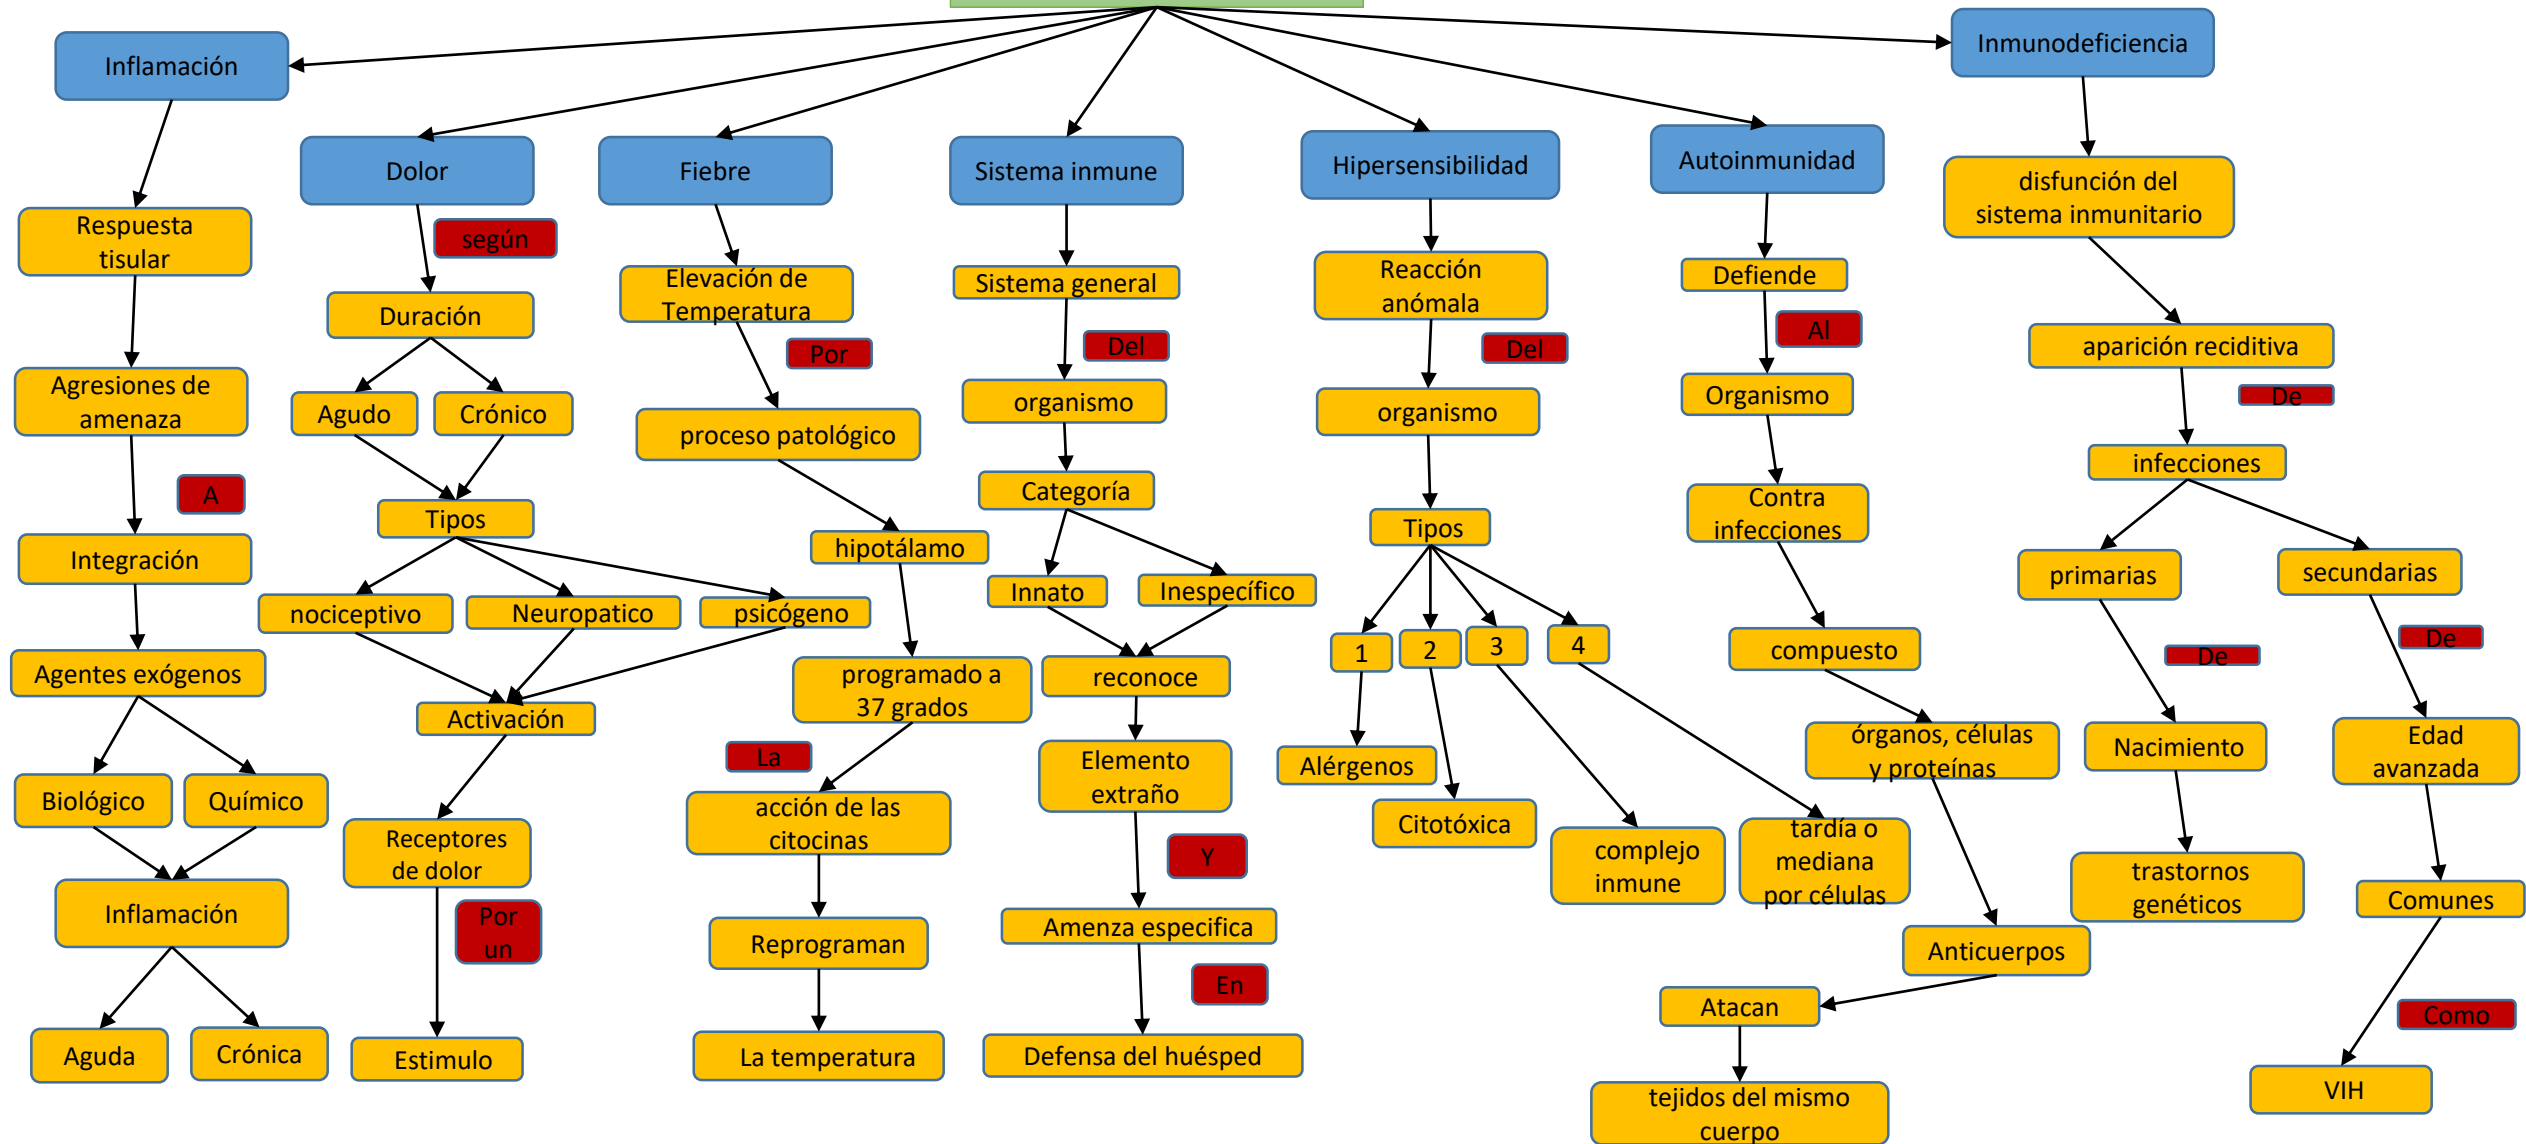 Inflamación
Respuesta
tisular
Agresiones de
amenaza
A
Integración
Agentes exógenos
Biológico
Químico
Inflamación
Aguda
Crónica
Dolor
según
Duración
Agudo
Crónico
Tipos
nociceptivo
Neuropatico
psicógeno
Activación
Receptores
de dolor
Por
un
Estimulo
Fiebre
Elevación de
Temperatura
Por
proceso patológico
hipotálamo
programado a
37 grados
La
acción de las
citocinas
Reprograman
La temperatura
Sistema inmune
Sistema general
Del
organismo
Categoría
Innato
Inespecífico
reconoce
Elemento
extraño
Y
Amenza especifica
En
Defensa del huésped
Hipersensibilidad
Reacción
anómala
Del
organismo
Tipos
1
2
3
4
Alérgenos
Citotóxica
complejo
inmune
tardía o
mediana
por células
Autoinmunidad
Defiende
Al
Organismo
Contra
infecciones
compuesto
órganos, células
y proteínas
Anticuerpos
Atacan
tejidos del mismo
cuerpo
Inmunodeficiencia
disfunción del
sistema inmunitario
aparición reciditiva
De
infecciones
primarias
secundarias
De
De
Nacimiento
Edad
avanzada
trastornos
genéticos
Comunes
Como
VIH